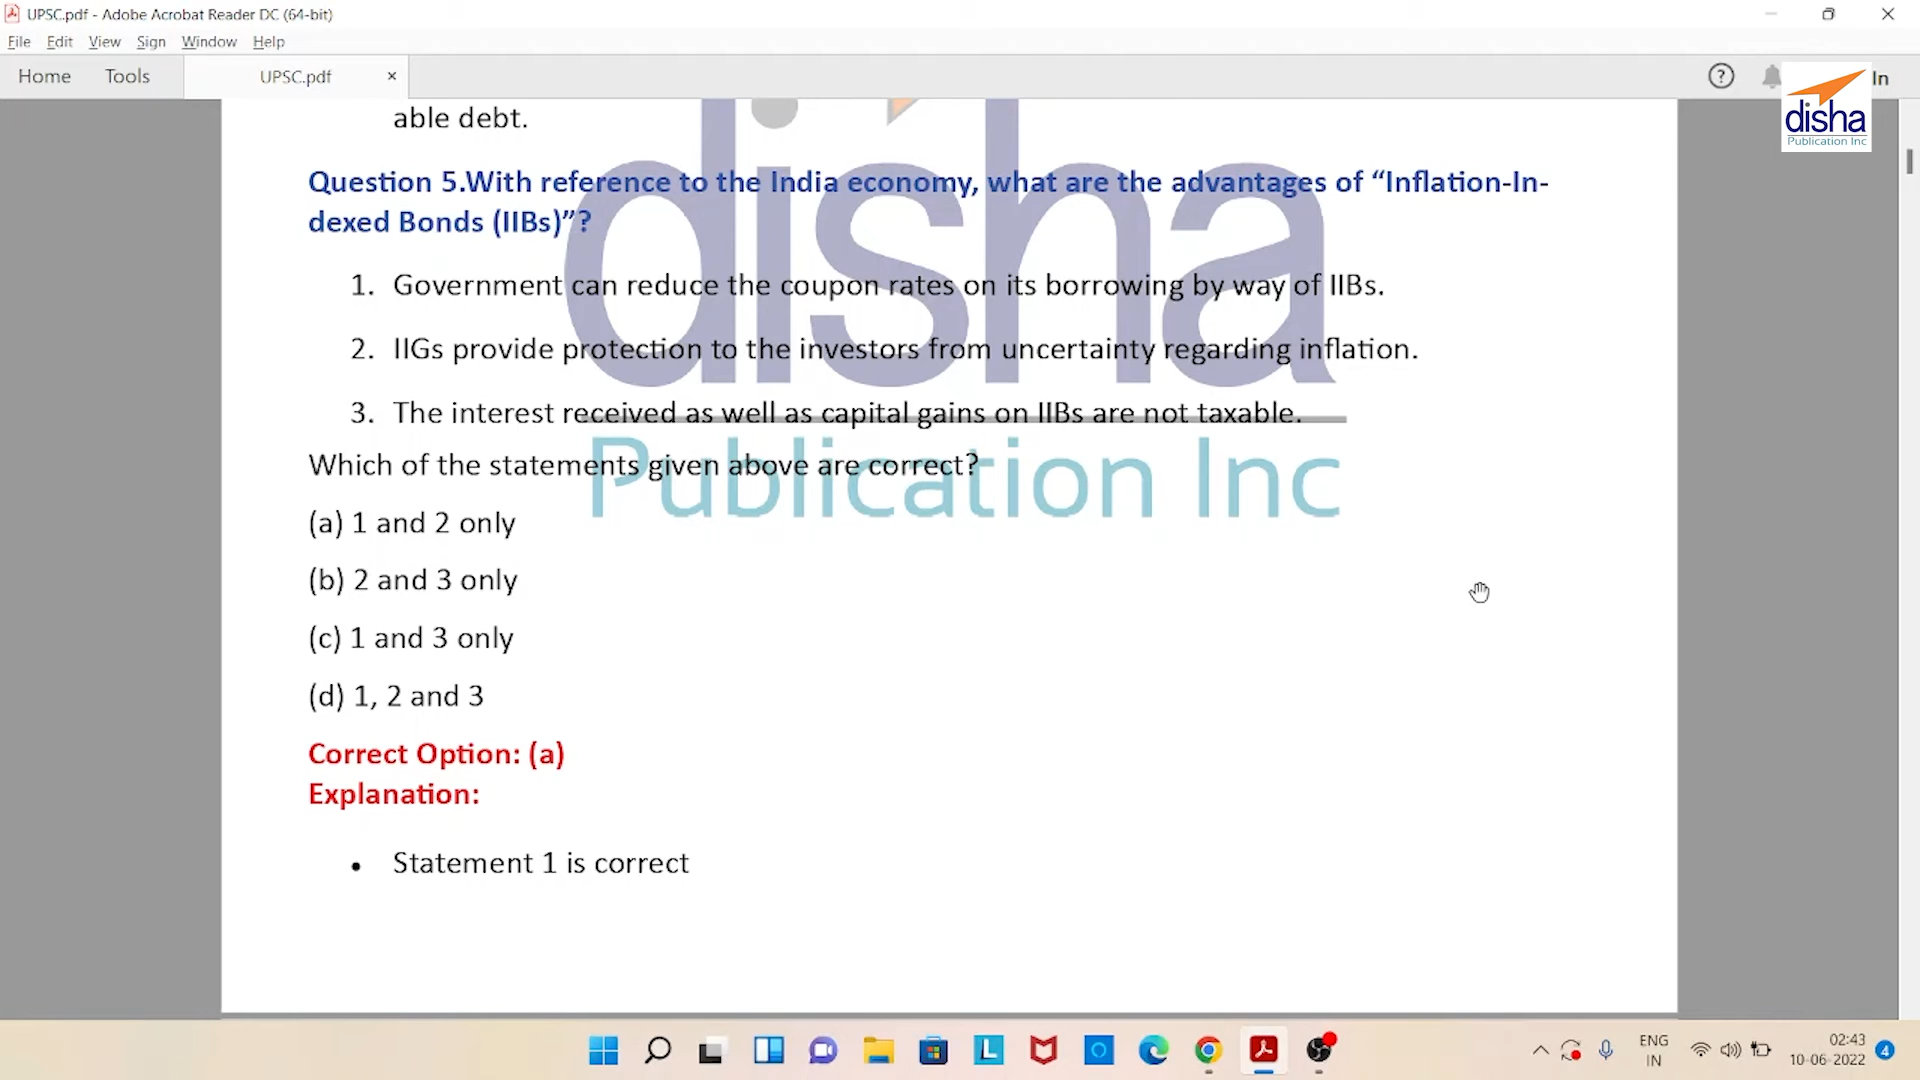 UPSC.pdf - Adobe Acrobat Reader DC (64-bit)
File Edit View Sign Window Help
Home Tools UPSC.pdf × ? In
disha
Publication Inc
able debt.
Question 5.With reference to the India economy, what are the advantages of “Inflation-In-
dexed Bonds (IIBs)”?
1. Government can reduce the coupon rates on its borrowing by way of IIBs.
2. IIGs provide protection to the investors from uncertainty regarding inflation.
3. The interest received as well as capital gains on IIBs are not taxable.
Which of the statements given above are correct?
(a) 1 and 2 only
(b) 2 and 3 only
(c) 1 and 3 only
(d) 1, 2 and 3
Correct Option: (a)
Explanation:
• Statement 1 is correct
disha
Publication Inc
ENG
IN
02:43
10-06-2022
4